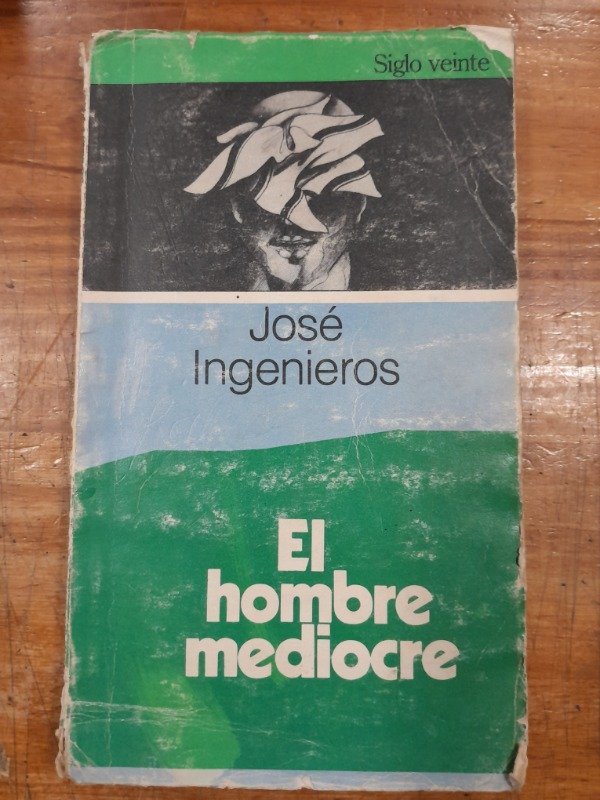 Siglo veinte
José
Ingenieros
El
hombre
mediocre